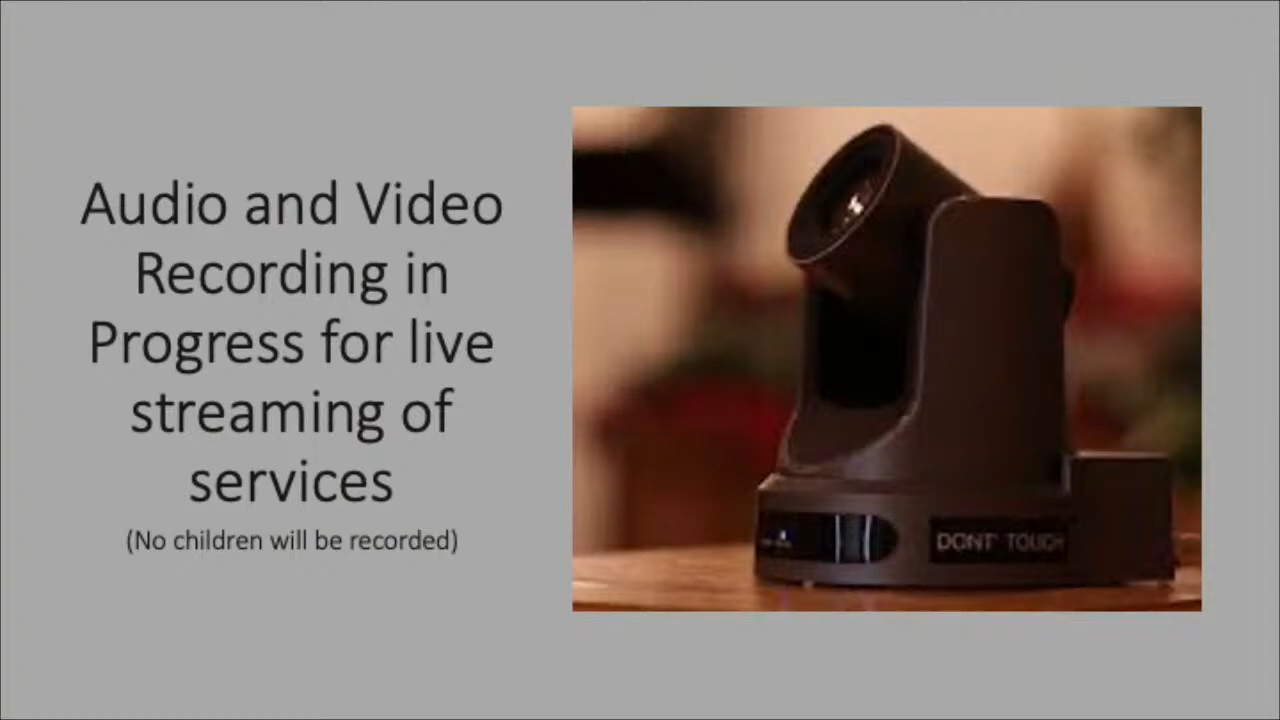 Audio and Video
Recording in
Progress for live
streaming of
services
(No children will be recorded)
DONT' TOUCH